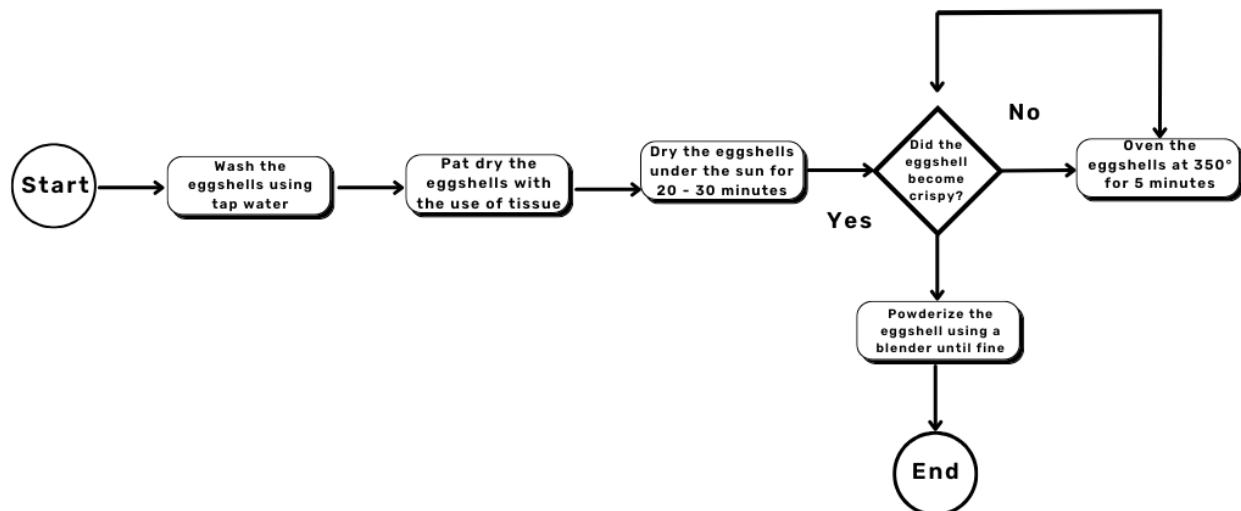 Start
Wash the
eggshells using
tap water
Pat dry the
eggshells with
the use of tissue
Dry the eggshells
under the sun for
20 - 30 minutes
Did the
eggshell
become
crispy?
No
Oven the
eggshells at 350°
for 5 minutes
Yes
Powderize the
eggshell using a
blender until fine
End